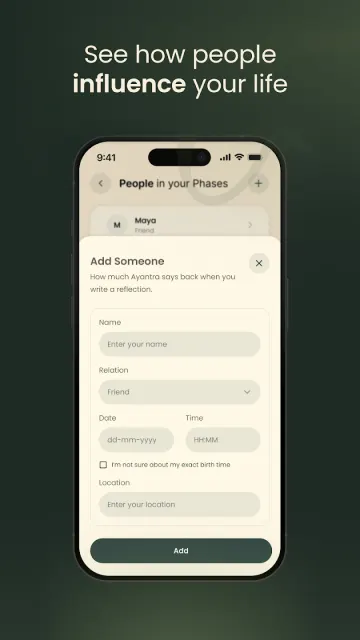 See how people
influence your life
9:41
People in your Phases
M
Maya
Friend
Add Someone
How much Ayantra says back when you
write a reflection.
Name
Enter your name
Relation
Friend
Date
Time
dd-mm-yyyy
HH:MM
I'm not sure about my exact birth time
Location
Enter your location
Add